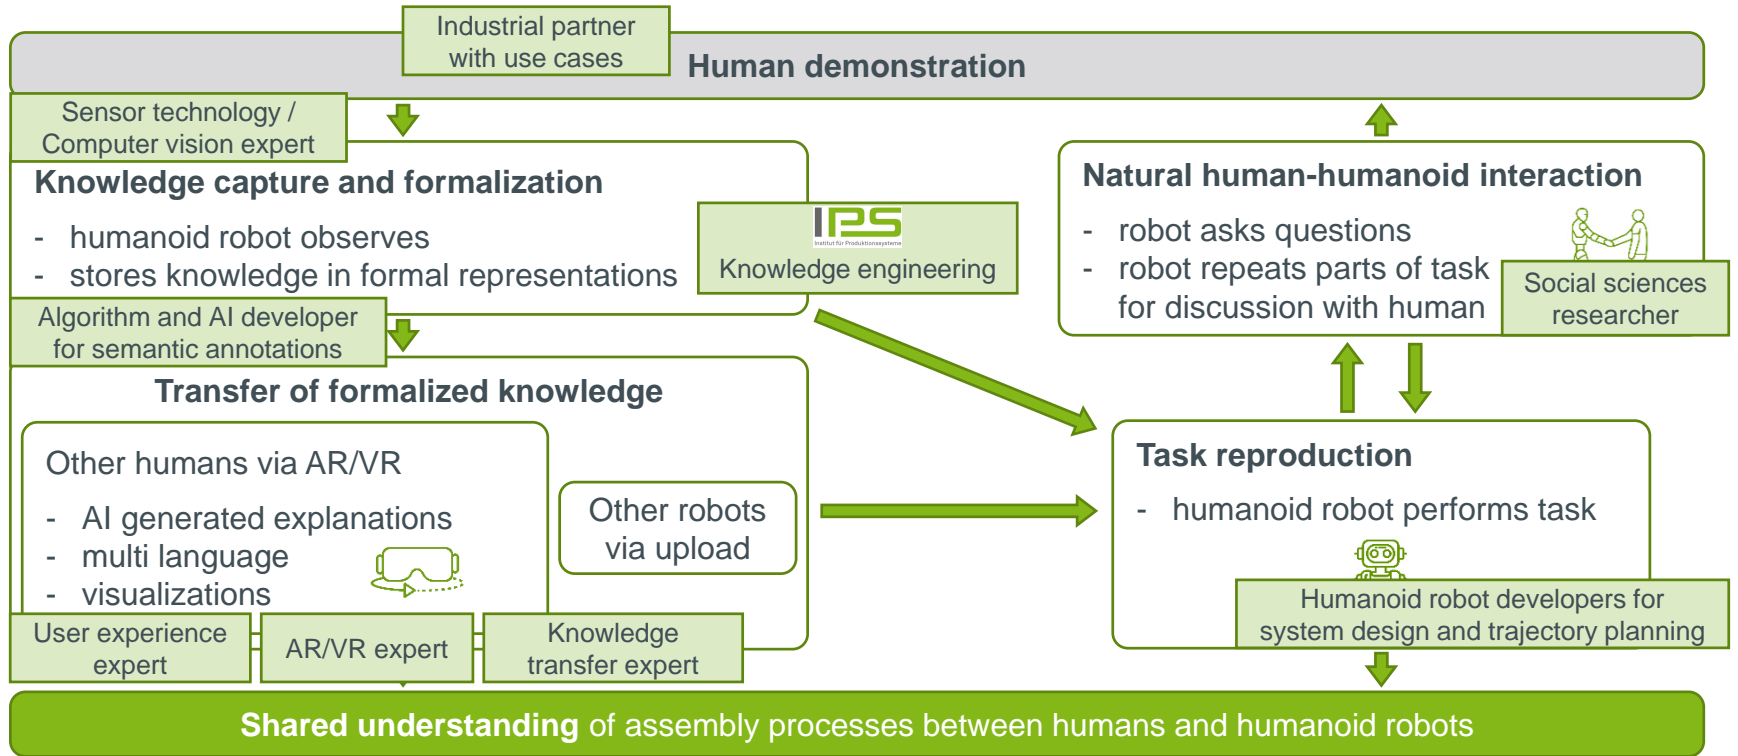 Industrial partner
with use cases
Human demonstration
Sensor technology /
Computer vision expert
Knowledge capture and formalization
- humanoid robot observes
- stores knowledge in formal representations
IPS
Institut für Produktionssysteme
Knowledge engineering
Natural human-humanoid interaction
- robot asks questions
- robot repeats parts of task
for discussion with human
Social sciences
researcher
Algorithm and AI developer
for semantic annotations
Transfer of formalized knowledge
Other humans via AR/VR
- AI generated explanations
- multi language
- visualizations
Other robots
via upload
Task reproduction
- humanoid robot performs task
Humanoid robot developers for
system design and trajectory planning
User experience
expert
AR/VR expert
Knowledge
transfer expert
Shared understanding of assembly processes between humans and humanoid robots